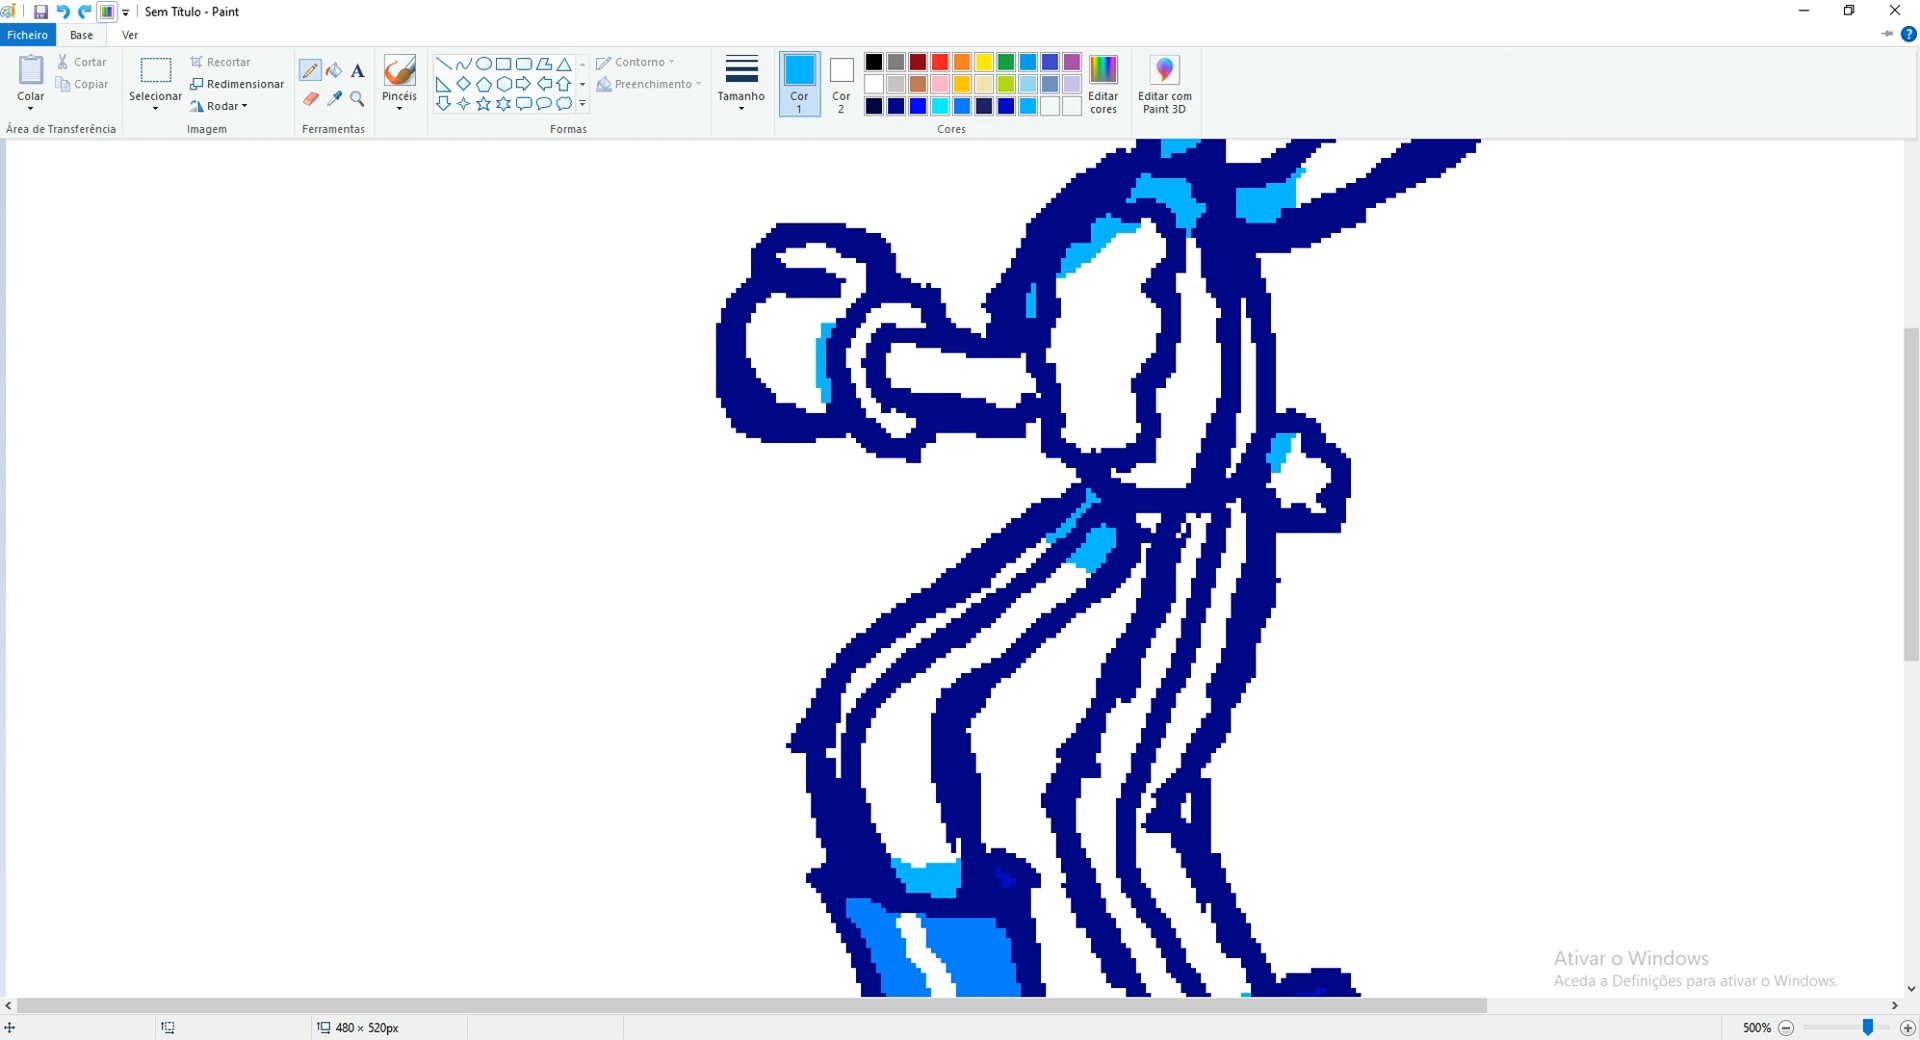 Sem Título - Paint
Ficheiro Base Ver
Colar
Cortar
Copiar
Área de Transferência
Selecionar
Recortar
Redimensionar
Rodar
Imagem
A
Ferramentas
Pincéis
Formas
Contorno
Preenchimento
Tamanho
Cor
1
Cor
2
Cores
Editar
cores
Editar com
Paint 3D
?
Ativar o Windows
Aceda a Definições para ativar o Windows.
480 × 520px
500%